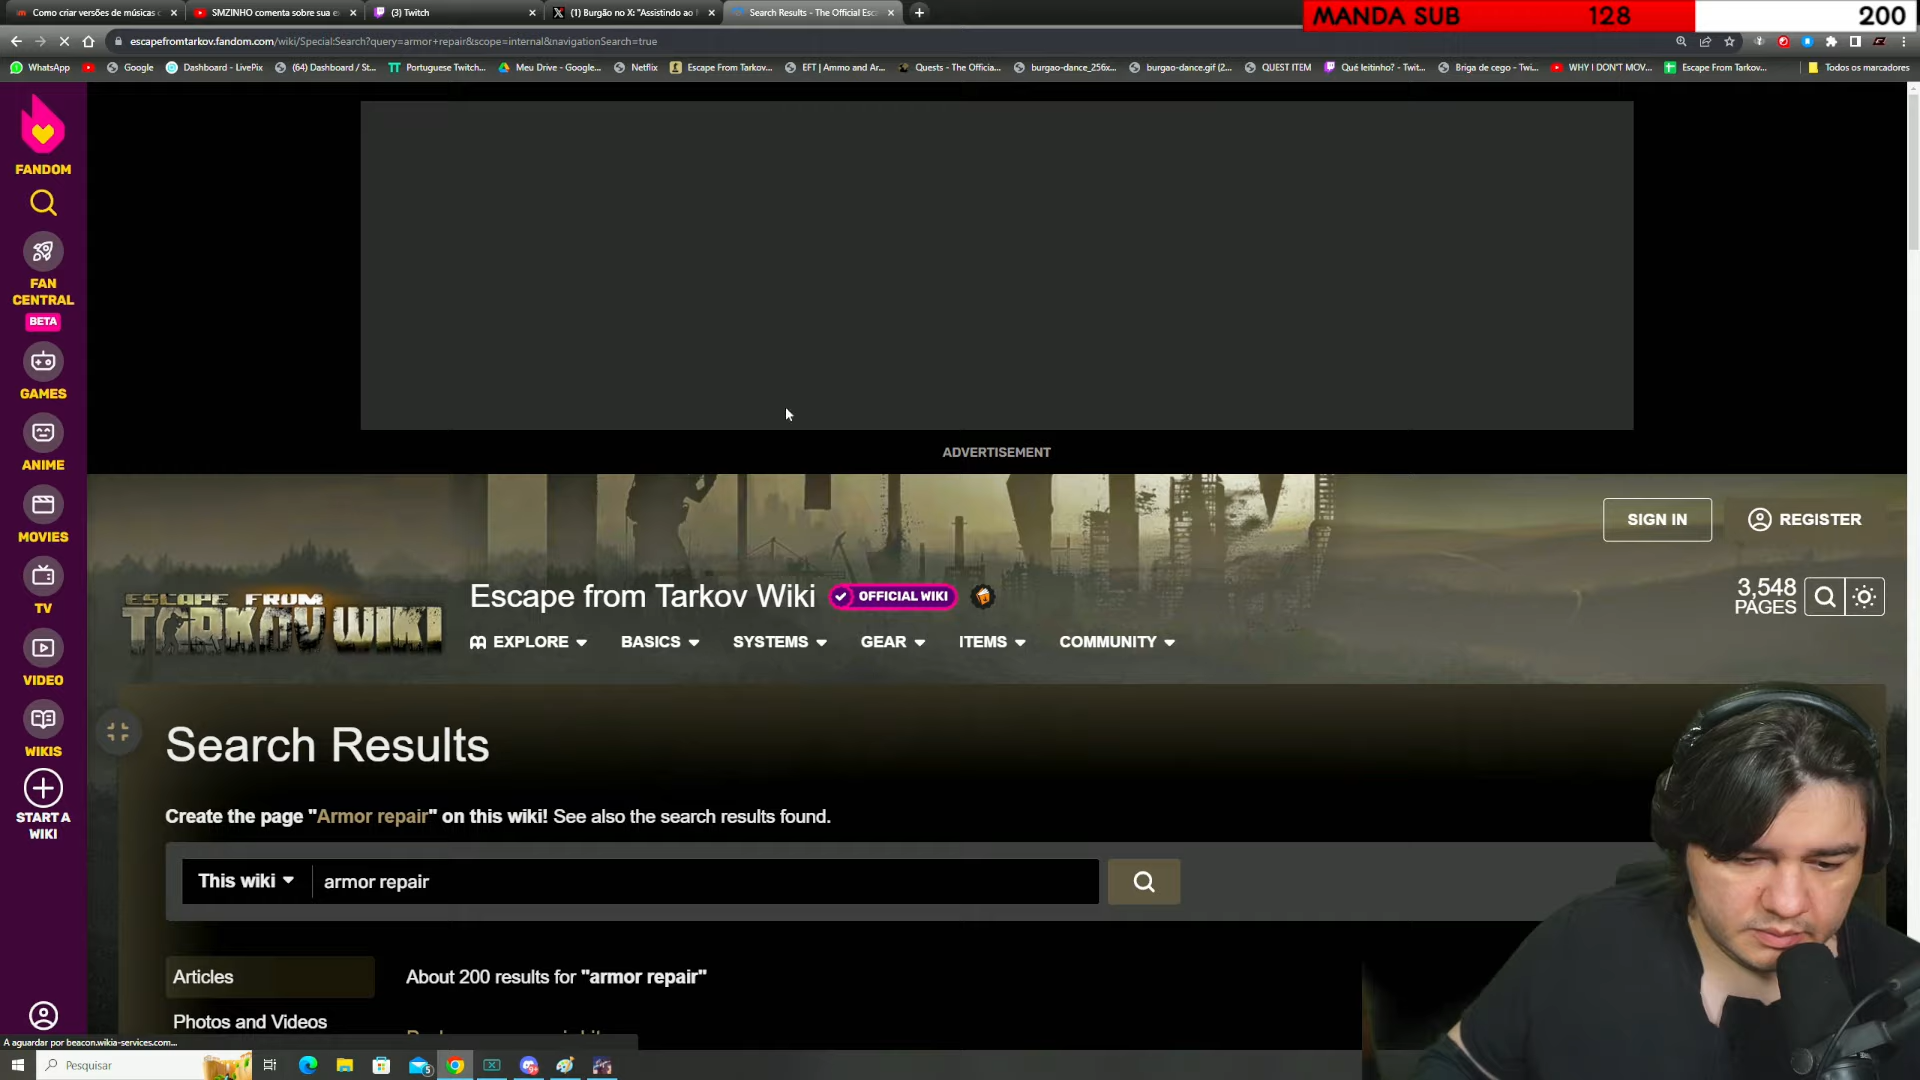 Como criar versões de músicas
SMZINHO comenta sobre sua e
(3) Twitch
(1) Burgão no X: "Assistindo ao
Search Results - The Official Esc
MANDA SUB 128 200
escapefromtarkov.fandom.com/wiki/Special:Search?query=armor+repair&scope=internal&navigationSearch=true
WhatsApp
Google
Dashboard - LivePix
(64) Dashboard / St...
Portuguese Twitch...
Meu Drive - Google...
Netflix
Escape From Tarkov...
EFT | Ammo and Ar...
Quests - The Officia...
burgao-dance_256x...
burgao-dance.gif (2...
QUEST ITEM
Qué leitinho? - Twit...
Briga de cego - Twi...
WHY I DON'T MOV...
Escape From Tarkov...
Todos os marcadores
FANDOM
FAN
CENTRAL
BETA
GAMES
ANIME
MOVIES
TV
VIDEO
WIKIS
START A
WIKI
ADVERTISEMENT
SIGN IN
REGISTER
ESCAPE FROM
TARKOV WIKI
Escape from Tarkov Wiki
OFFICIAL WIKI
3,548
PAGES
EXPLORE
BASICS
SYSTEMS
GEAR
ITEMS
COMMUNITY
Search Results
Create the page "Armor repair" on this wiki! See also the search results found.
This wiki
armor repair
Articles
About 200 results for "armor repair"
Photos and Videos
A aguardar por beacon.wikia-services.com...
Pesquisar
5